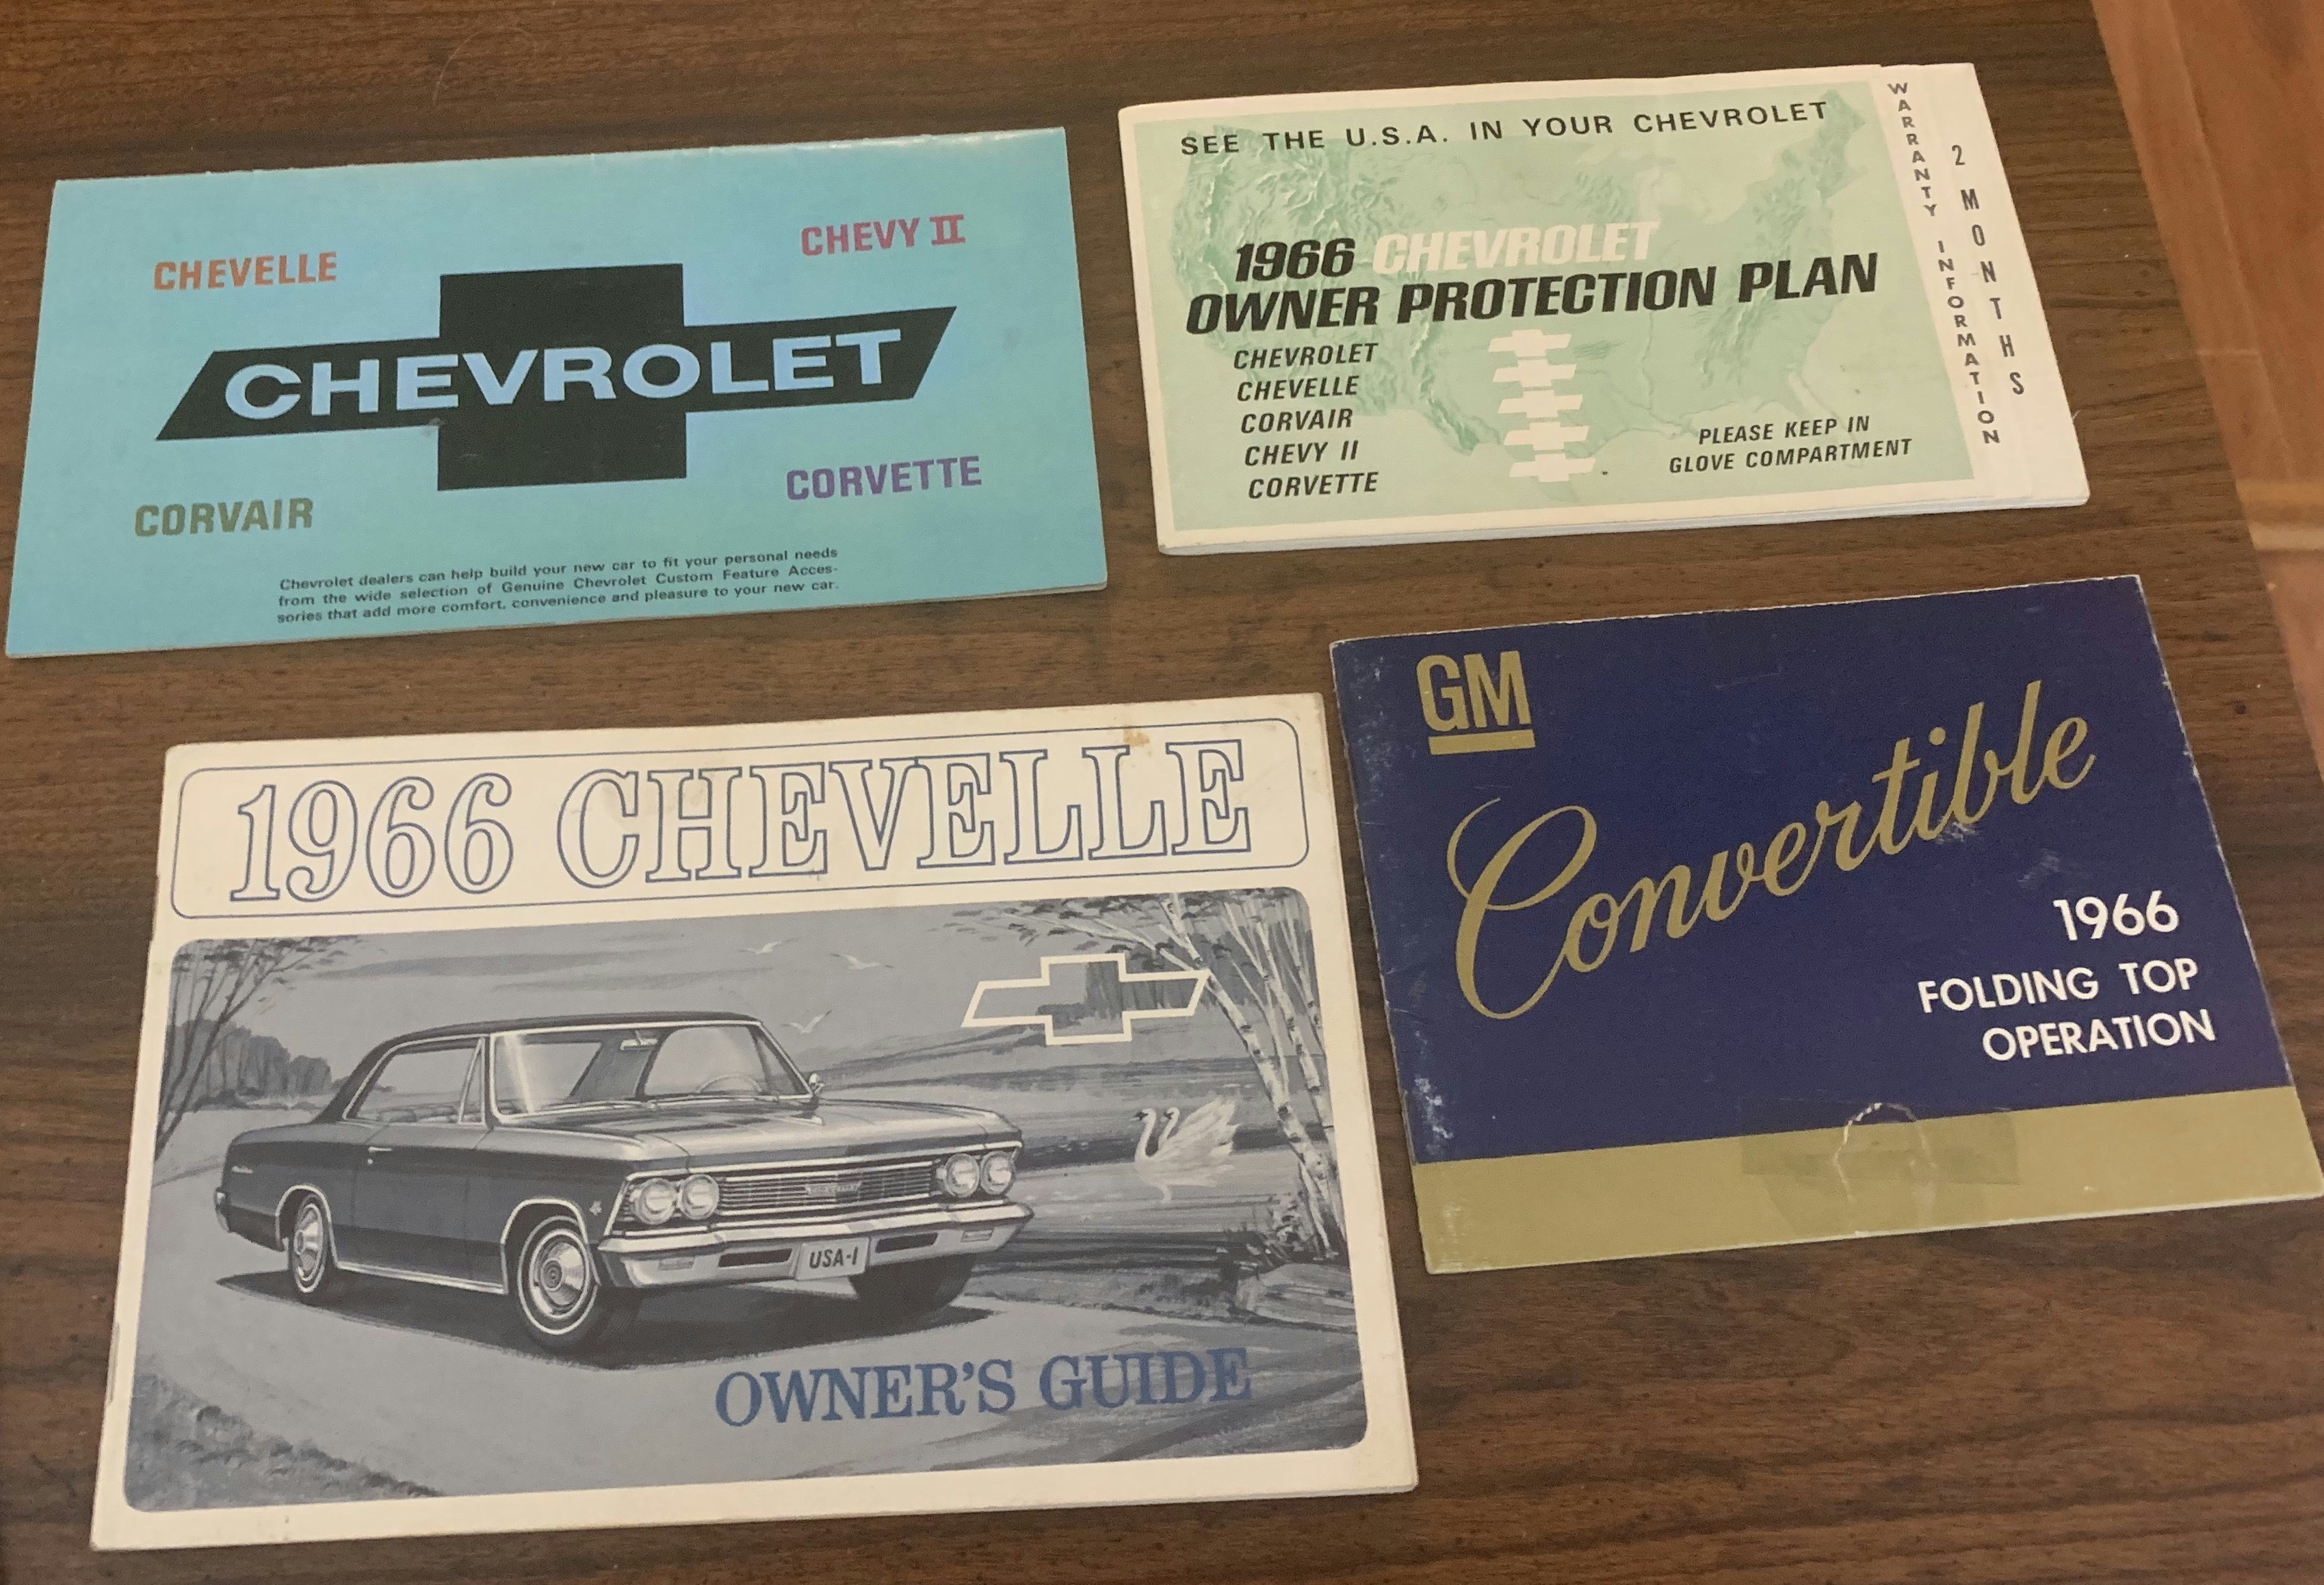 CHEVELLE
CHEVY II
CHEVROLET
CORVAIR
CORVETTE
Chevrolet dealers can help build your new car to fit your personal needs
from the wide selection of Genuine Chevrolet Custom Feature Acces-
sories that add more comfort, convenience and pleasure to your new car.
SEE THE U.S.A. IN YOUR CHEVROLET
1966 CHEVROLET
OWNER PROTECTION PLAN
CHEVROLET
CHEVELLE
CORVAIR
CHEVY II
CORVETTE
PLEASE KEEP IN
GLOVE COMPARTMENT
WARRANTY INFORMATION
2 MONTHS
1966 CHEVELLE
USA-1
OWNER'S GUIDE
GM
Convertible
1966
FOLDING TOP
OPERATION